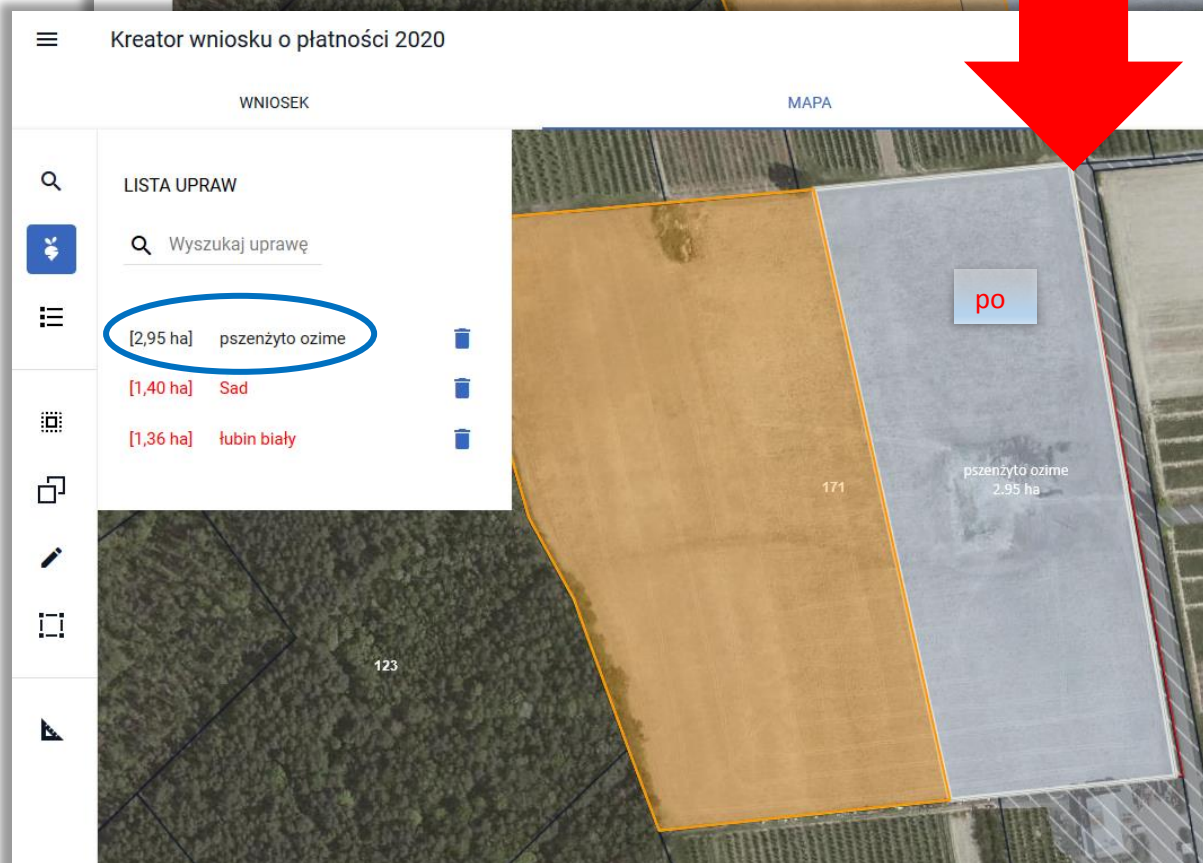 Kreator wniosku o płatności 2020
WNIOSEK
MAPA
LISTA UPRAW
Wyszukaj uprawę
[2,95 ha] pszenżyto ozime
[1,40 ha] Sad
[1,36 ha] łubin biały
po
171
pszenżyto ozime
2.95 ha
123